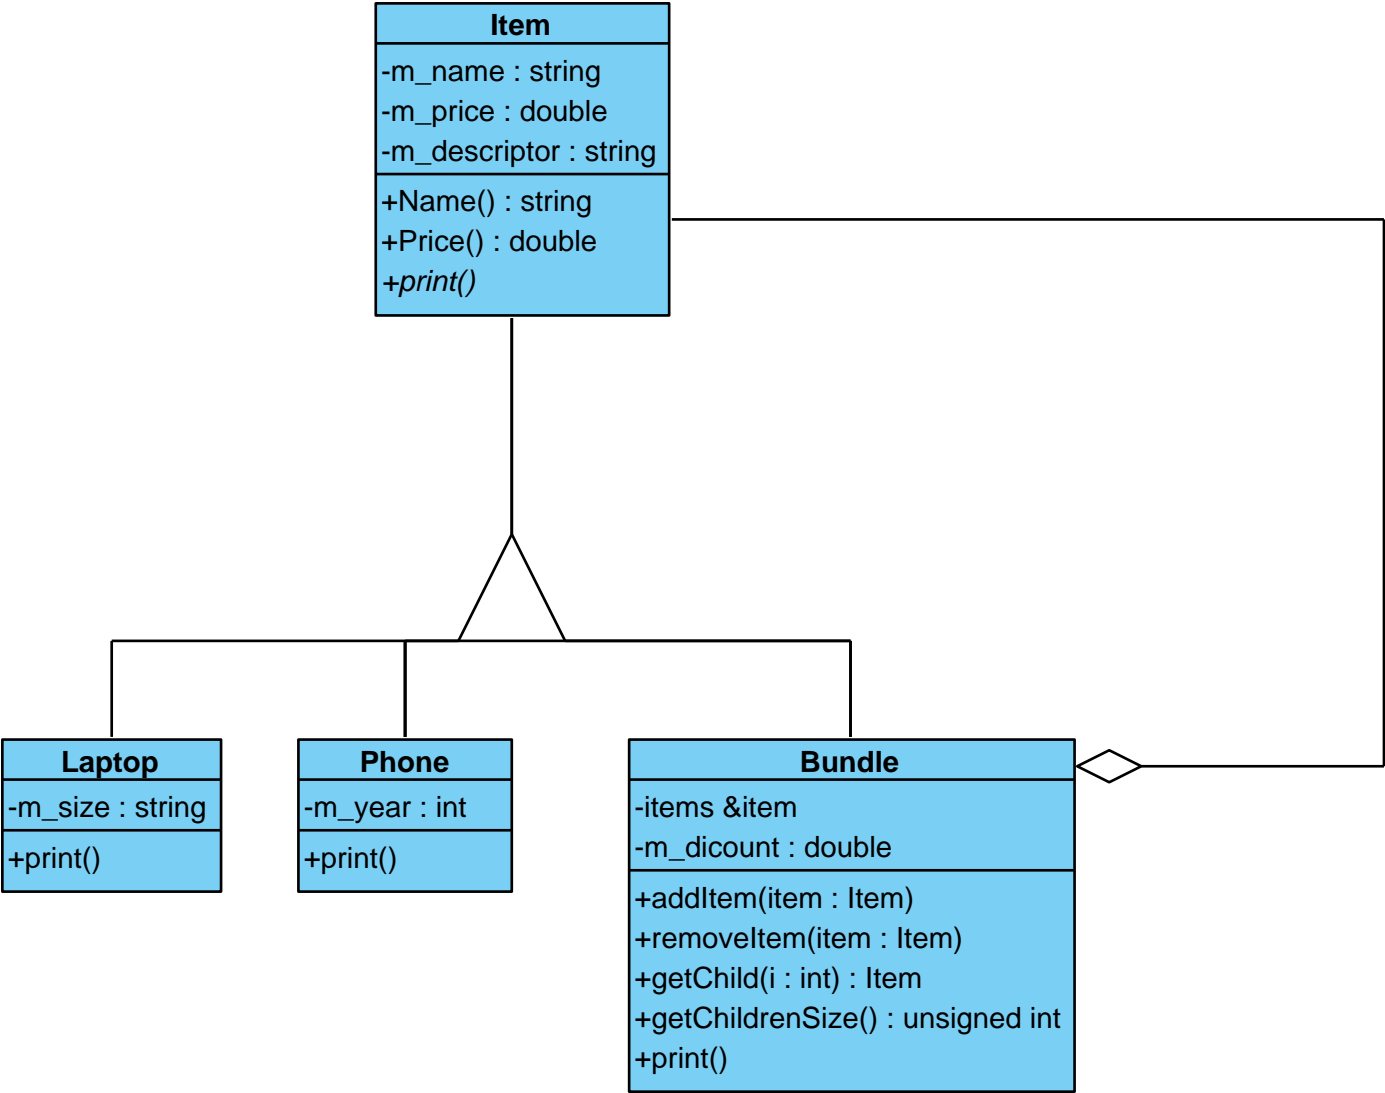 Item
-m_name : string
-m_price : double
-m_descriptor : string
+Name() : string
+Price() : double
+print()
Laptop
-m_size : string
+print()
Phone
-m_year : int
+print()
Bundle
-items &item
-m_dicount : double
+addItem(item : Item)
+removeItem(item : Item)
+getChild(i : int) : Item
+getChildrenSize() : unsigned int
+print()